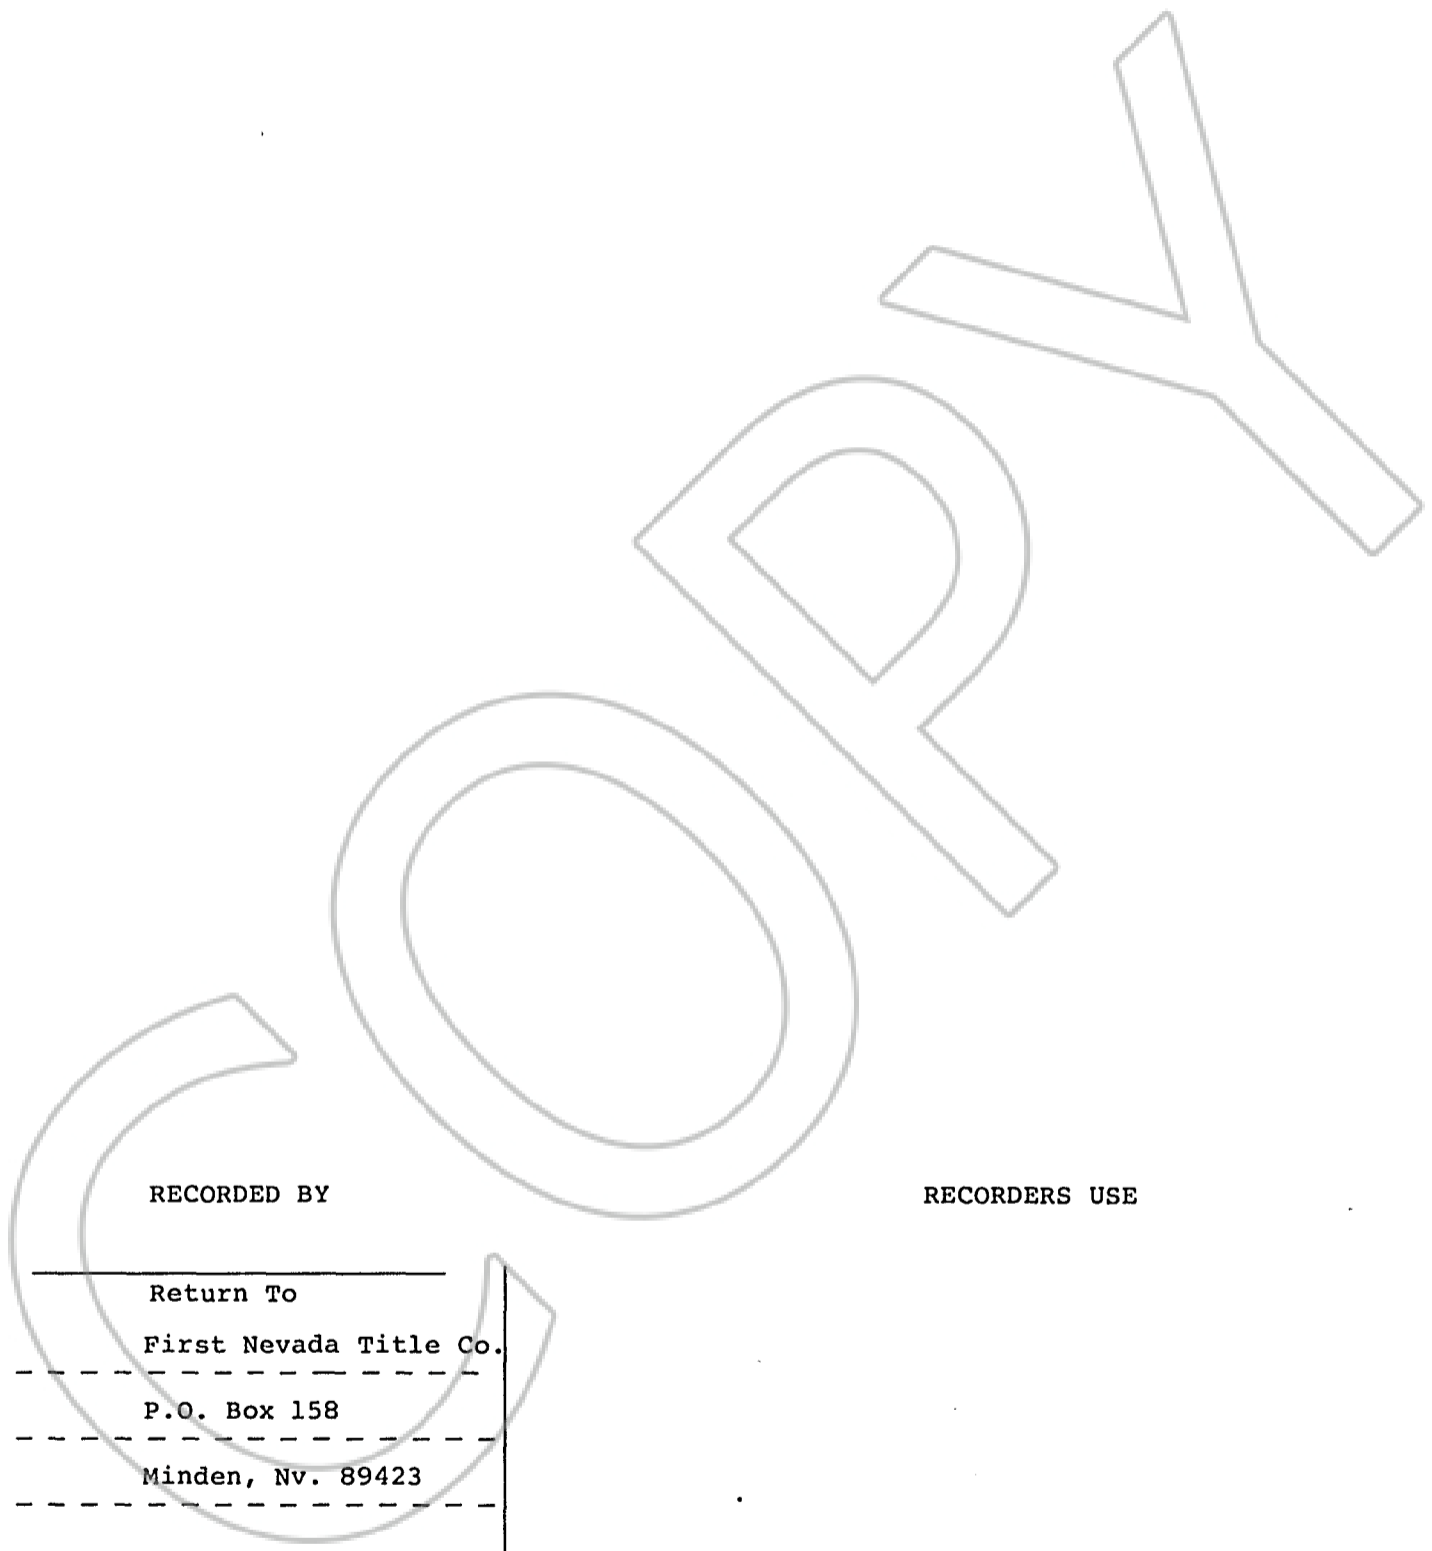 COPY
RECORDED BY
RECORDERS USE
Return To
First Nevada Title Co.
P.O. Box 158
Minden, Nv. 89423